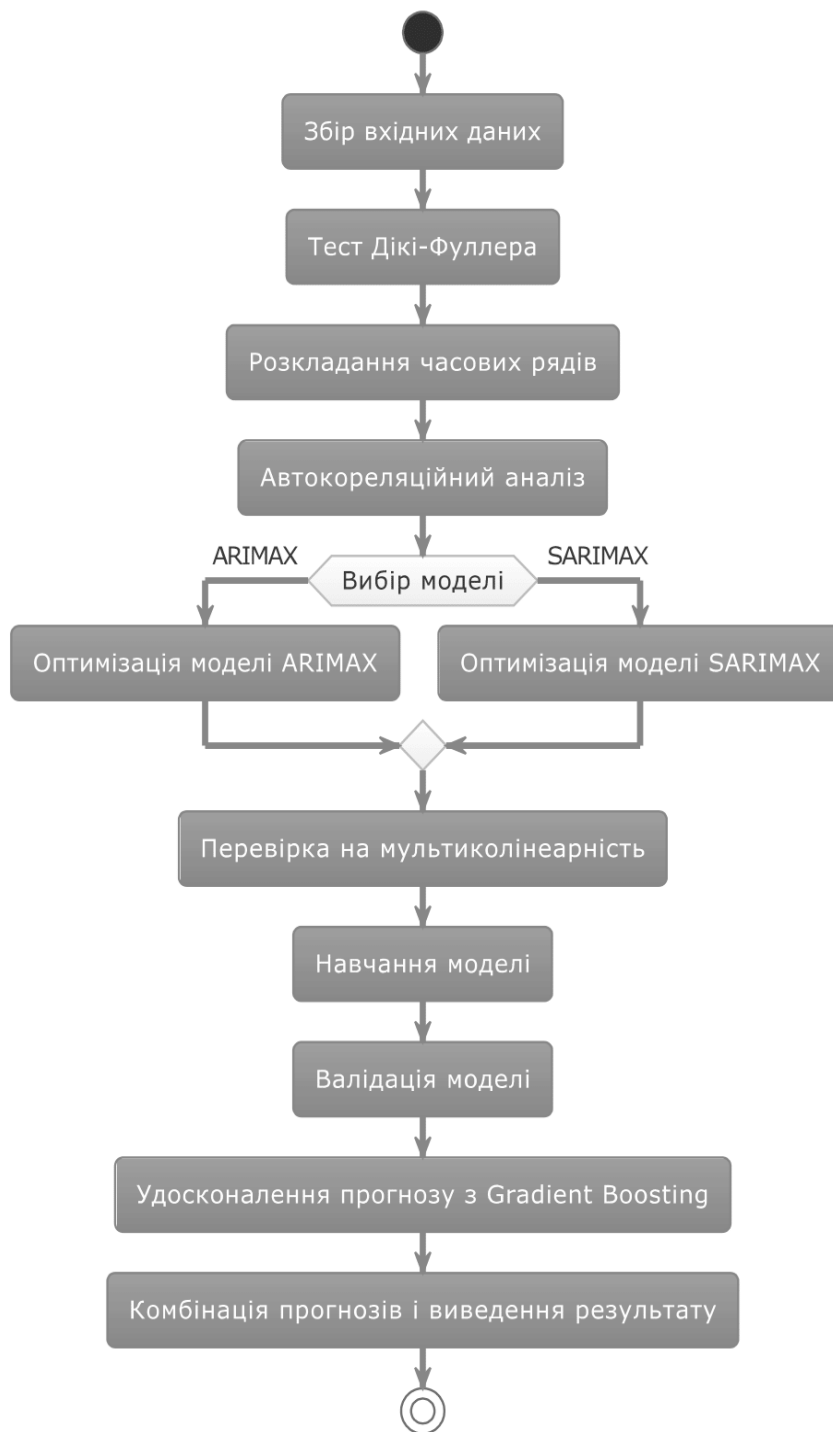 Збір вхідних даних
Тест Дікі-Фуллера
Розкладання часових рядів
Автокореляційний аналіз
ARIMAX
Вибір моделі
SARIMAX
Оптимізація моделі ARIMAX
Оптимізація моделі SARIMAX
Перевірка на мультиколінеарність
Навчання моделі
Валідація моделі
Удосконалення прогнозу з Gradient Boosting
Комбінація прогнозів і виведення результату